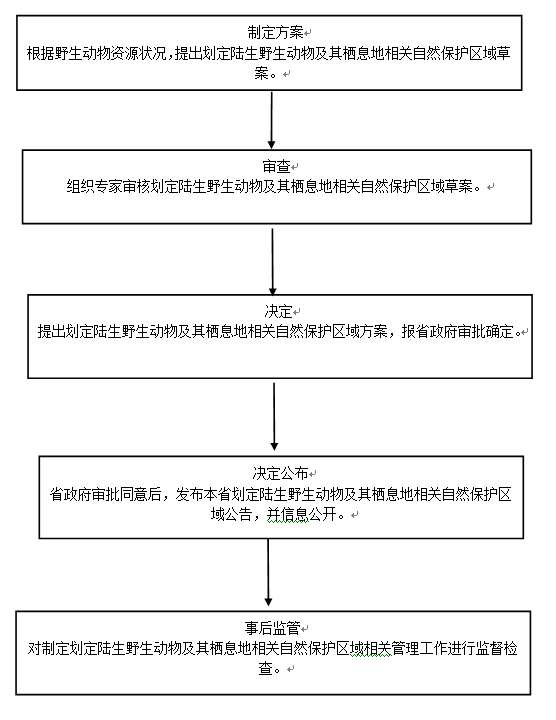 制定方案
根据野生动物资源状况，提出划定陆生野生动物及其栖息地相关自然保护区域草
案。
审查
组织专家审核划定陆生野生动物及其栖息地相关自然保护区域草案。
决定
提出划定陆生野生动物及其栖息地相关自然保护区域方案，报省政府审批确定。
决定公布
省政府审批同意后，发布本省划定陆生野生动物及其栖息地相关自然保护区
域公告，并信息公开。
事后监管
对制定划定陆生野生动物及其栖息地相关自然保护区域相关管理工作进行监督检
查。